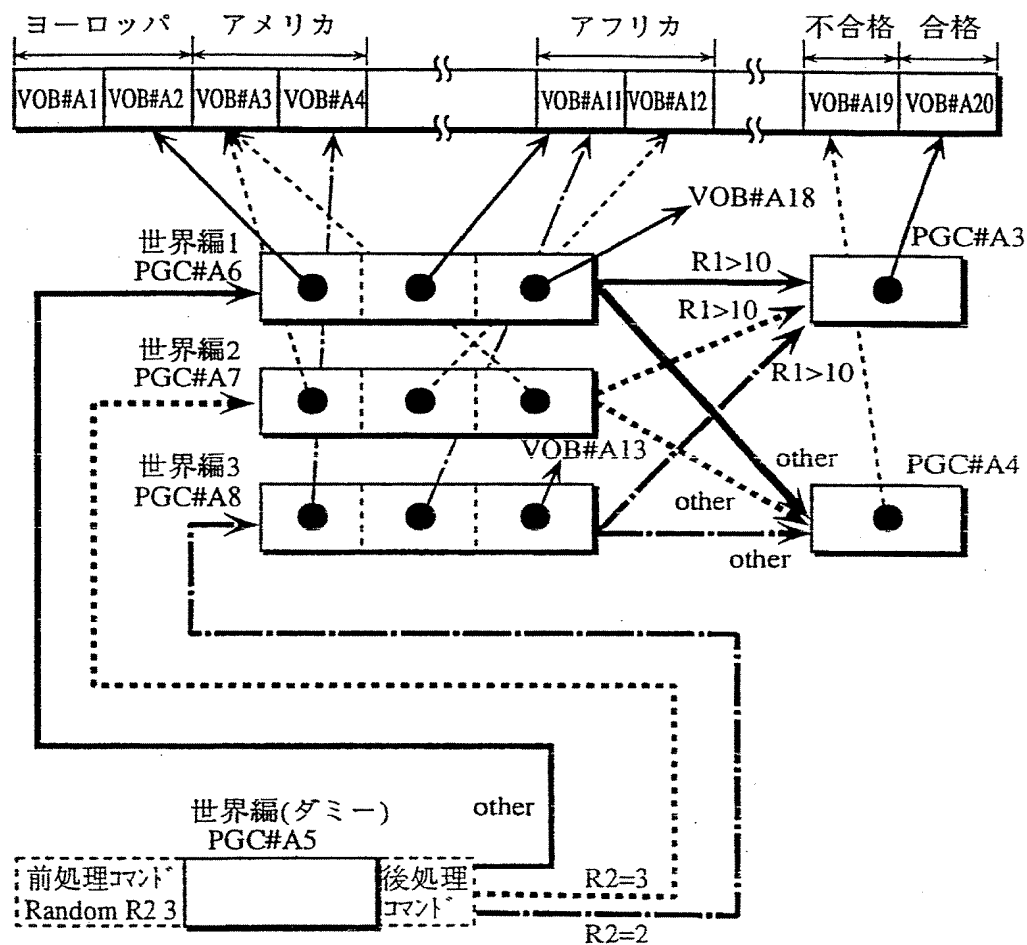 ヨーロッパ アメリカ アフリカ 不合格 合格
VOB#A1 VOB#A2 VOB#A3 VOB#A4 VOB#A11 VOB#A12 VOB#A19 VOB#A20
VOB#A18
世界編1
PGC#A6
PGC#A3
R1>10
R1>10
世界編2
PGC#A7
R1>10
VOB#A13
世界編3
PGC#A8
other
PGC#A4
other
other
世界編(ダミー)
PGC#A5
other
前処理コマンド
Random R2 3
後処理
コマンド
R2=3
R2=2